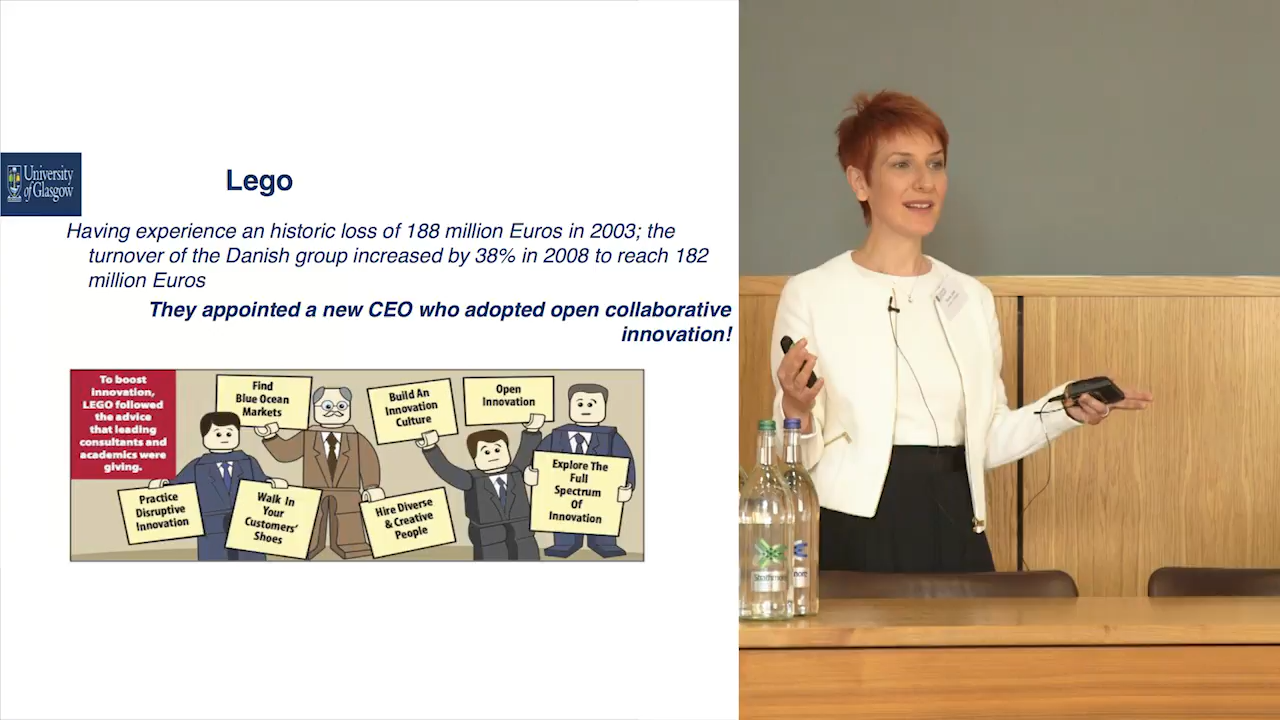 University
of Glasgow
Lego
Having experience an historic loss of 188 million Euros in 2003; the
turnover of the Danish group increased by 38% in 2008 to reach 182
million Euros
They appointed a new CEO who adopted open collaborative
innovation!
To boost
innovation,
LEGO followed
the advice
that leading
consultants and
academics were
giving.
Find
Blue Ocean
Markets
Build An
Innovation
Culture
Open
Innovation
Practice
Disruptive
Innovation
Walk In
Your
Customers'
Shoes
Hire Diverse
& Creative
People
Explore The
Full
Spectrum
Of
Innovation
Strathmore